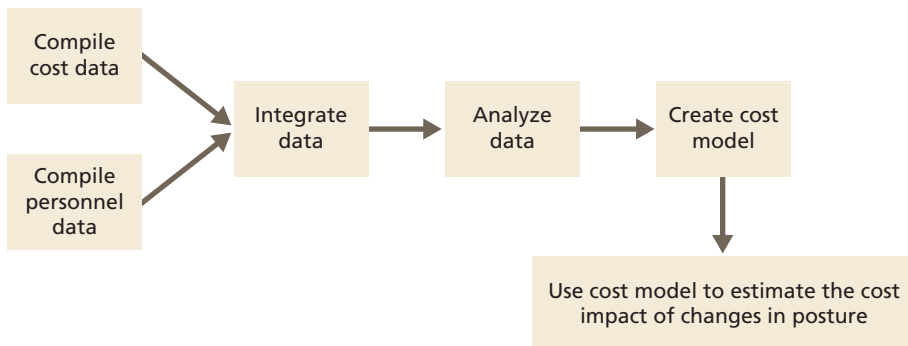 Compile
cost data
Compile
personnel
data
Integrate
data
Analyze
data
Create cost
model
Use cost model to estimate the cost
impact of changes in posture